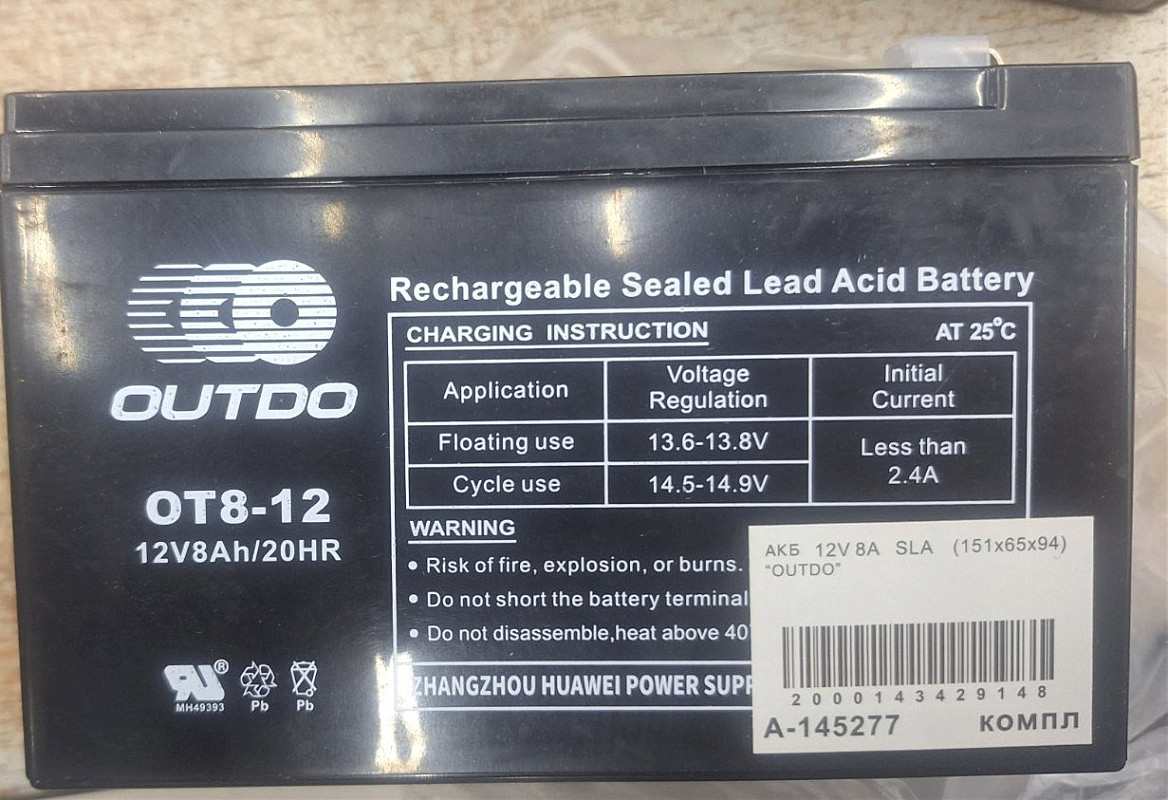 OUTDO
OT8-12
12V8Ah/20HR
MH49393
Pb
Pb
Rechargeable Sealed Lead Acid Battery
CHARGING INSTRUCTION AT 25°C
Application Voltage Regulation Initial Current
Floating use 13.6-13.8V Less than 2.4A
Cycle use 14.5-14.9V
WARNING
• Risk of fire, explosion, or burns.
• Do not short the battery terminal
• Do not disassemble,heat above 40
ZHANGZHOU HUAWEI POWER SUPP
АКБ 12V 8A SLA (151x65x94)
"OUTDO"
2000143429148
A-145277 КОМПЛ